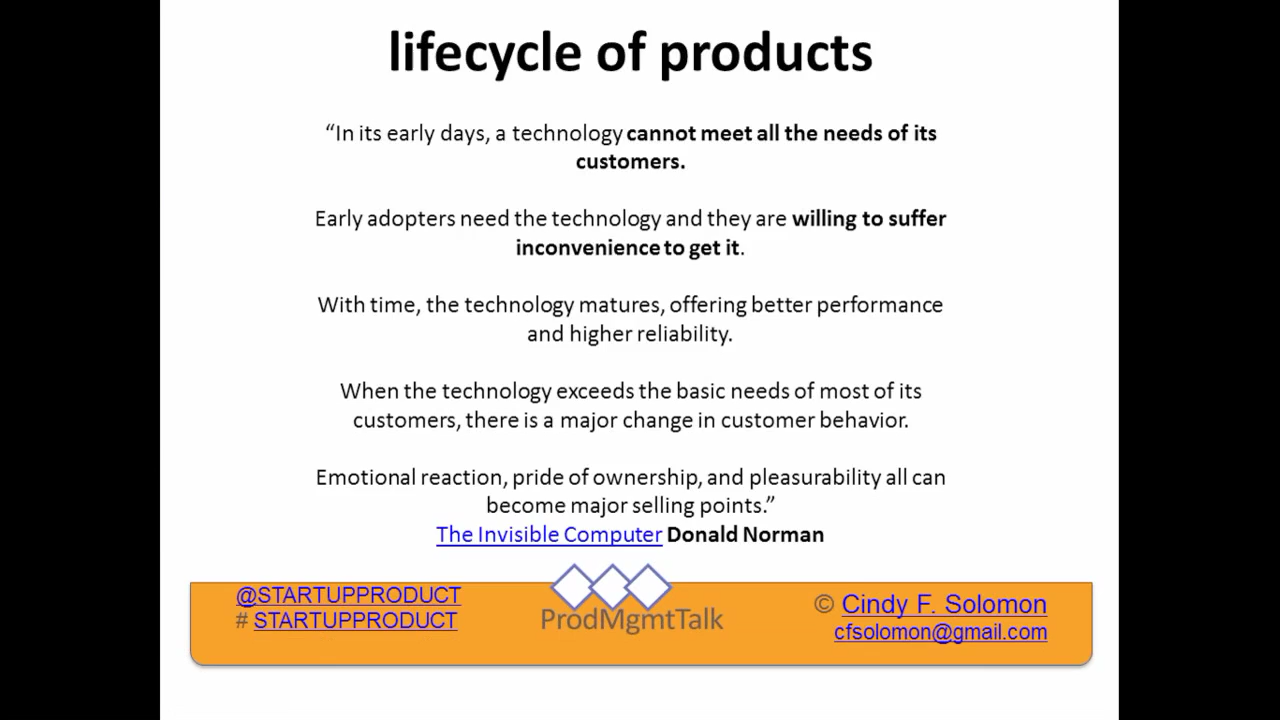 lifecycle of products
“In its early days, a technology cannot meet all the needs of its
customers.
Early adopters need the technology and they are willing to suffer
inconvenience to get it.
With time, the technology matures, offering better performance
and higher reliability.
When the technology exceeds the basic needs of most of its
customers, there is a major change in customer behavior.
Emotional reaction, pride of ownership, and pleasurability all can
become major selling points.”
The Invisible Computer Donald Norman
@STARTUPPRODUCT
# STARTUPPRODUCT
ProdMgmtTalk
© Cindy F. Solomon
cfsolomon@gmail.com